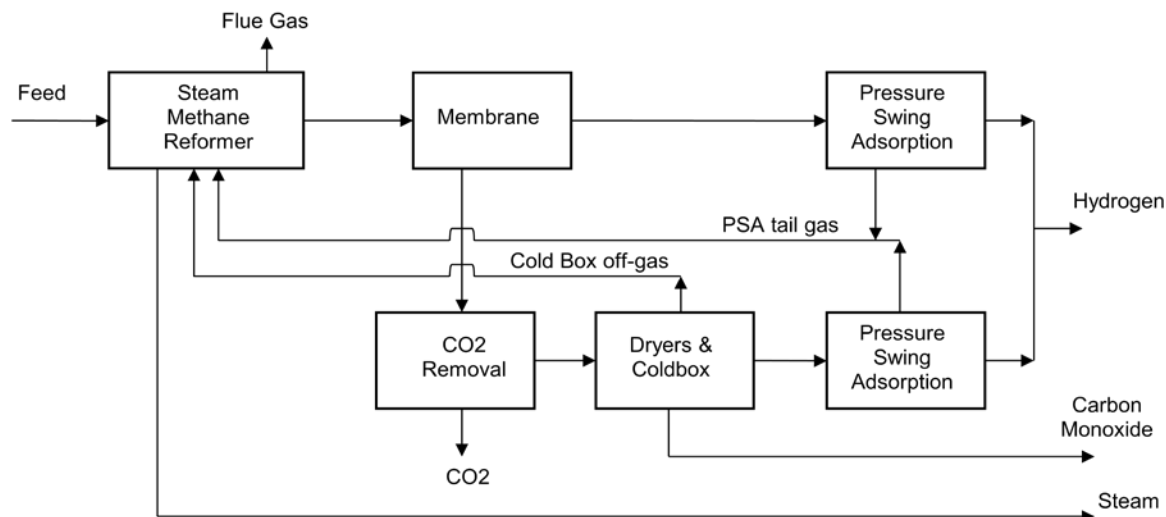 Flue Gas
Feed
Steam
Methane
Reformer
Membrane
Pressure
Swing
Adsorption
Hydrogen
PSA tail gas
Cold Box off-gas
CO2
Removal
Dryers &
Coldbox
Pressure
Swing
Adsorption
Carbon
Monoxide
CO2
Steam